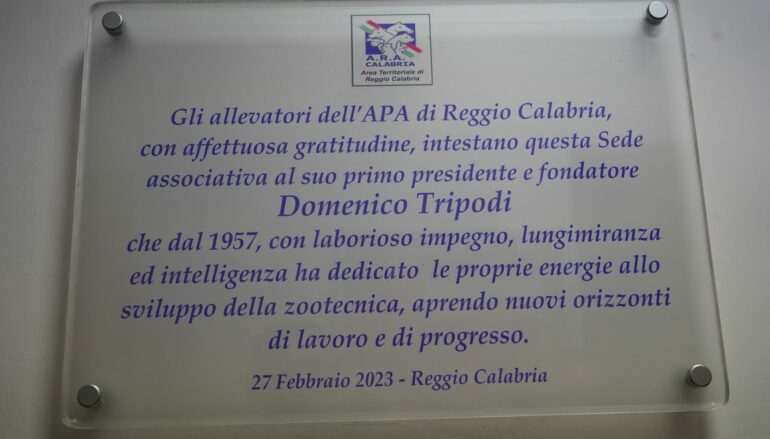 A.R.A.
CALABRIA
Area Territoriale di
Reggio Calabria
Gli allevatori dell'APA di Reggio Calabria,
con affettuosa gratitudine, intestano questa Sede
associativa al suo primo presidente e fondatore
Domenico Tripodi
che dal 1957, con laborioso impegno, lungimiranza
ed intelligenza ha dedicato le proprie energie allo
sviluppo della zootecnica, aprendo nuovi orizzonti
di lavoro e di progresso.
27 Febbraio 2023 - Reggio Calabria